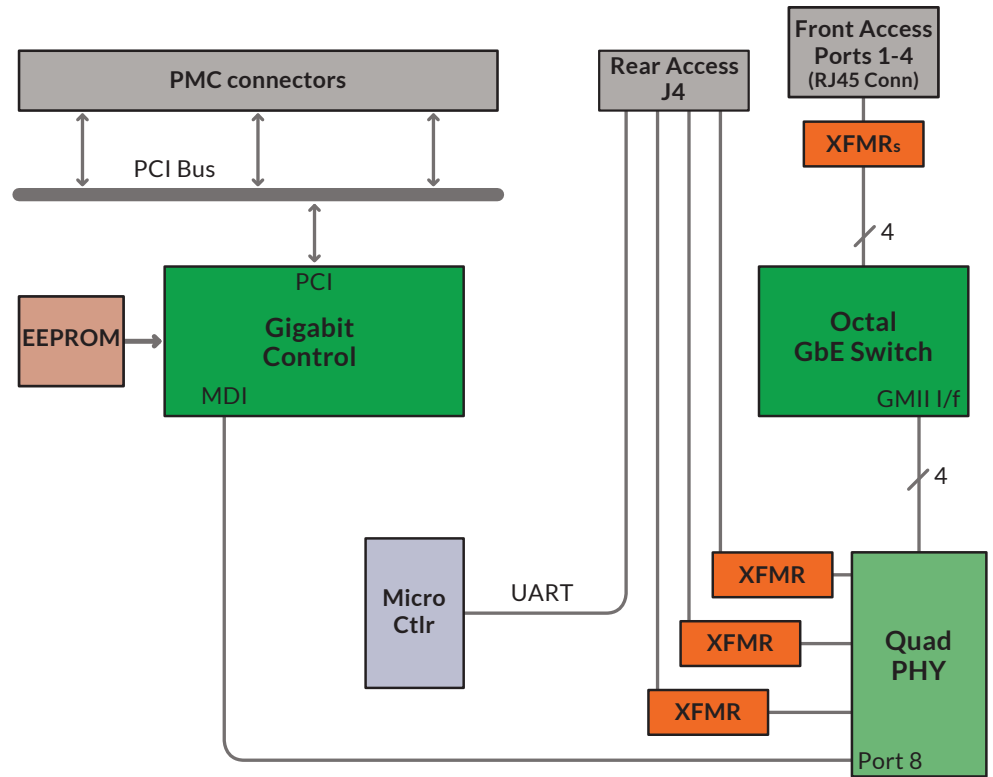 PMC connectors
Rear Access
J4
Front Access
Ports 1-4
(RJ45 Conn)
XFMRs
PCI Bus
4
PCI
Gigabit
Control
MDI
EEPROM
Octal
GbE Switch
GMII I/f
4
Micro
Ctlr
UART
XFMR
XFMR
XFMR
Quad
PHY
Port 8